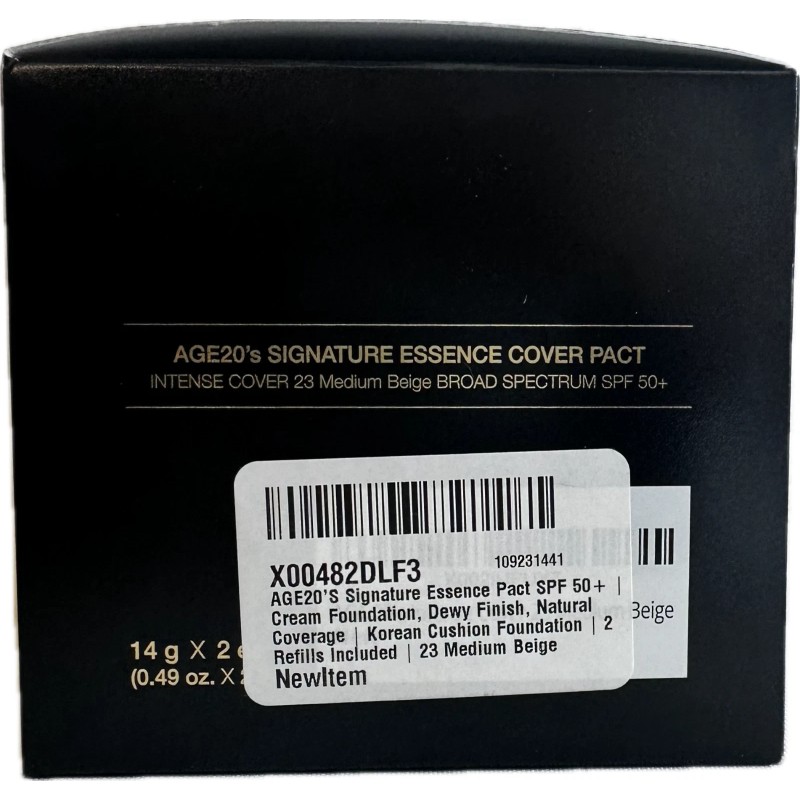 AGE20's SIGNATURE ESSENCE COVER PACT
INTENSE COVER 23 Medium Beige BROAD SPECTRUM SPF 50+
X00482DLF3
109231441
AGE20'S Signature Essence Pact SPF 50+ |
Cream Foundation, Dewy Finish, Natural
Coverage | Korean Cushion Foundation | 2
Refills Included | 23 Medium Beige
NewItem
Beige
14 g X 2
(0.49 oz. X